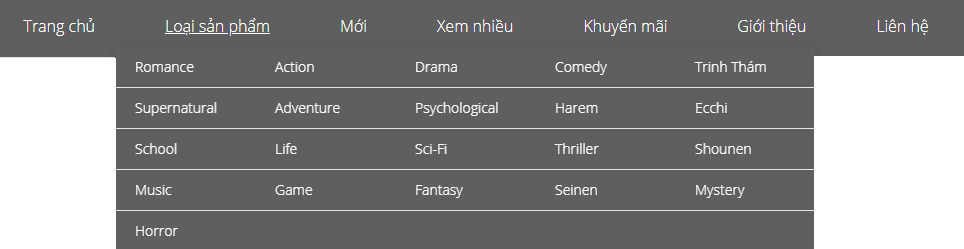 Trang chủ Loại sản phẩm Mới Xem nhiều Khuyến mãi Giới thiệu Liên hệ
Romance Action Drama Comedy Trinh Thám
Supernatural Adventure Psychological Harem Ecchi
School Life Sci-Fi Thriller Shounen
Music Game Fantasy Seinen Mystery
Horror